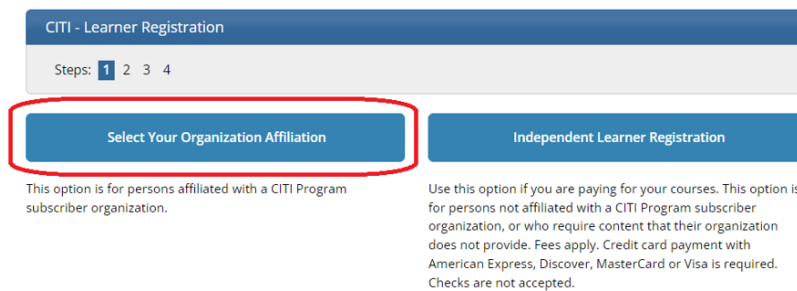 CITI - Learner Registration
Steps: 1 2 3 4
Select Your Organization Affiliation
This option is for persons affiliated with a CITI Program
subscriber organization.
Independent Learner Registration
Use this option if you are paying for your courses. This option is
for persons not affiliated with a CITI Program subscriber
organization, or who require content that their organization
does not provide. Fees apply. Credit card payment with
American Express, Discover, MasterCard or Visa is required.
Checks are not accepted.